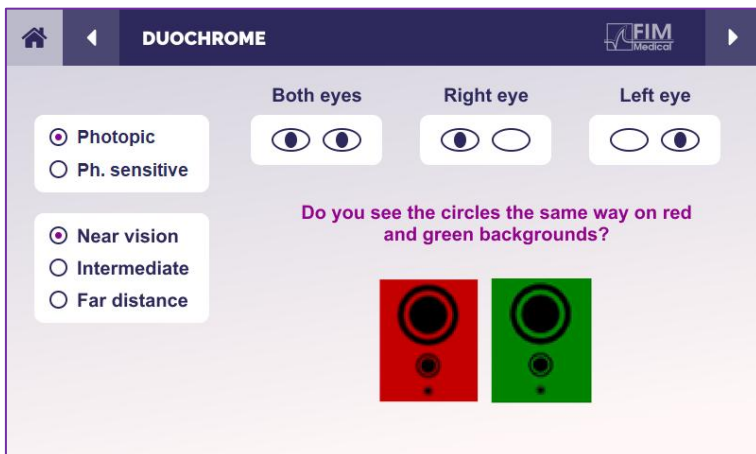 DUOCHROME
FIM
Medical
Both eyes
Right eye
Left eye
Photopic
Ph. sensitive
Near vision
Intermediate
Far distance
Do you see the circles the same way on red
and green backgrounds?